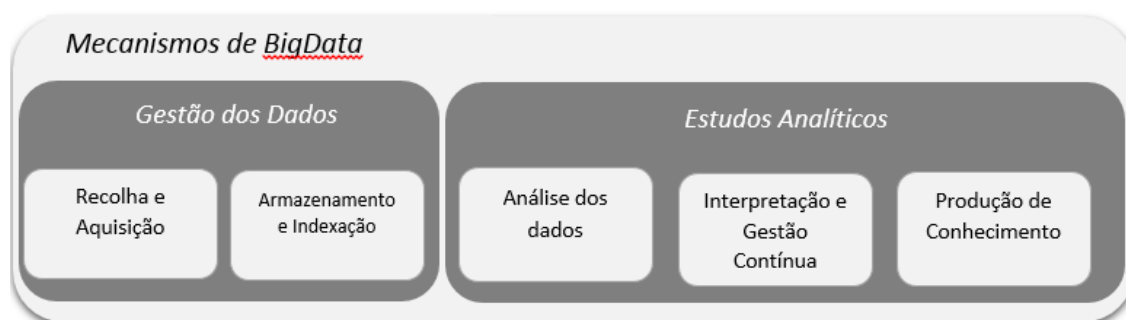 Mecanismos de BigData
Gestão dos Dados
Recolha e
Aquisição
Armazenamento
e Indexação
Estudos Analíticos
Análise dos
dados
Interpretação e
Gestão
Contínua
Produção de
Conhecimento